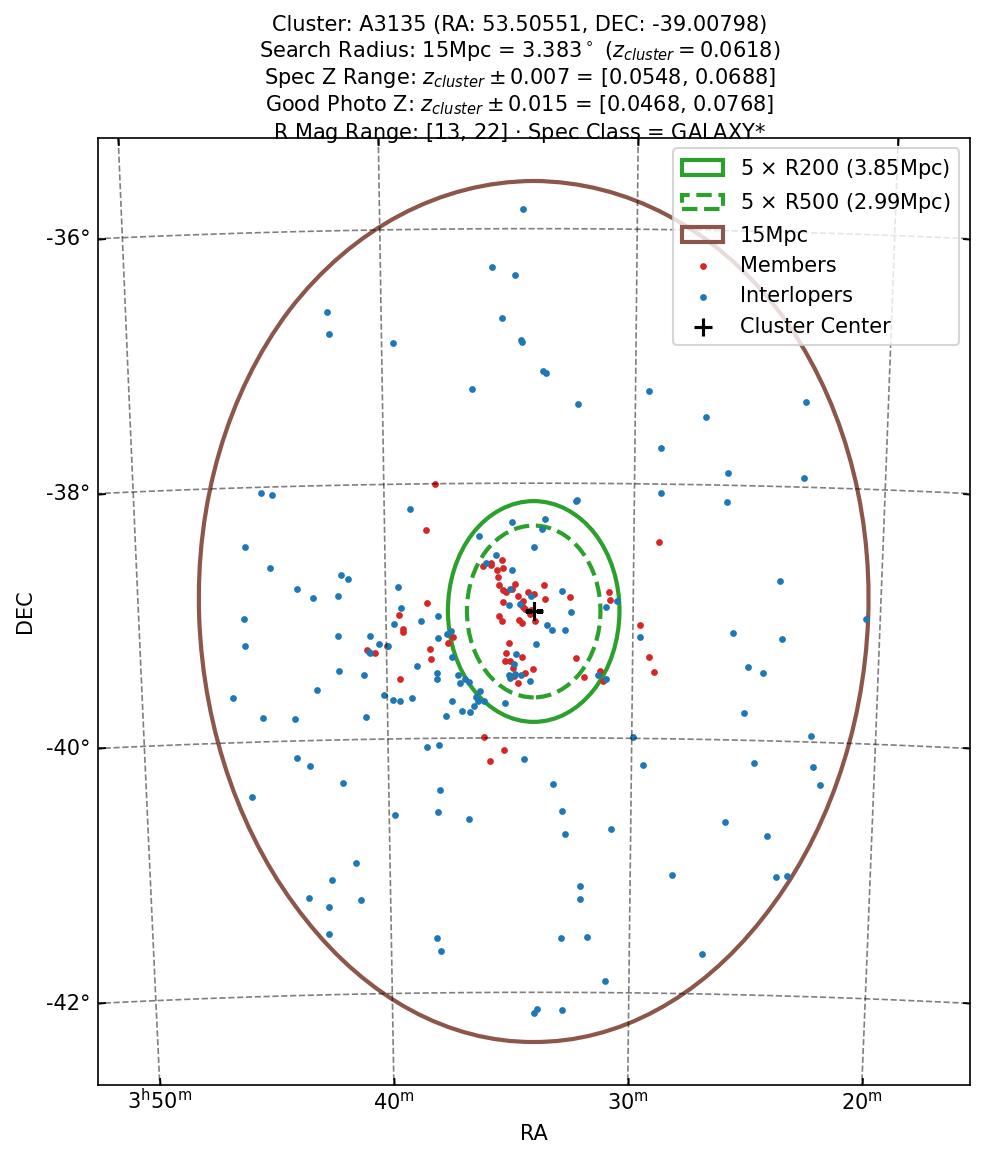 Cluster: A3135 (RA: 53.50551, DEC: -39.00798)
Search Radius: 15Mpc = 3.383° (z_cluster = 0.0618)
Spec Z Range: z_cluster ± 0.007 = [0.0548, 0.0688]
Good Photo Z: z_cluster ± 0.015 = [0.0468, 0.0768]
R Mag Range: [13, 22] · Spec Class = GALAXY*
5 × R200 (3.85Mpc)
5 × R500 (2.99Mpc)
15Mpc
Members
Interlopers
Cluster Center
-36°
-38°
-40°
-42°
DEC
3ʰ50ᵐ 40ᵐ 30ᵐ 20ᵐ
RA